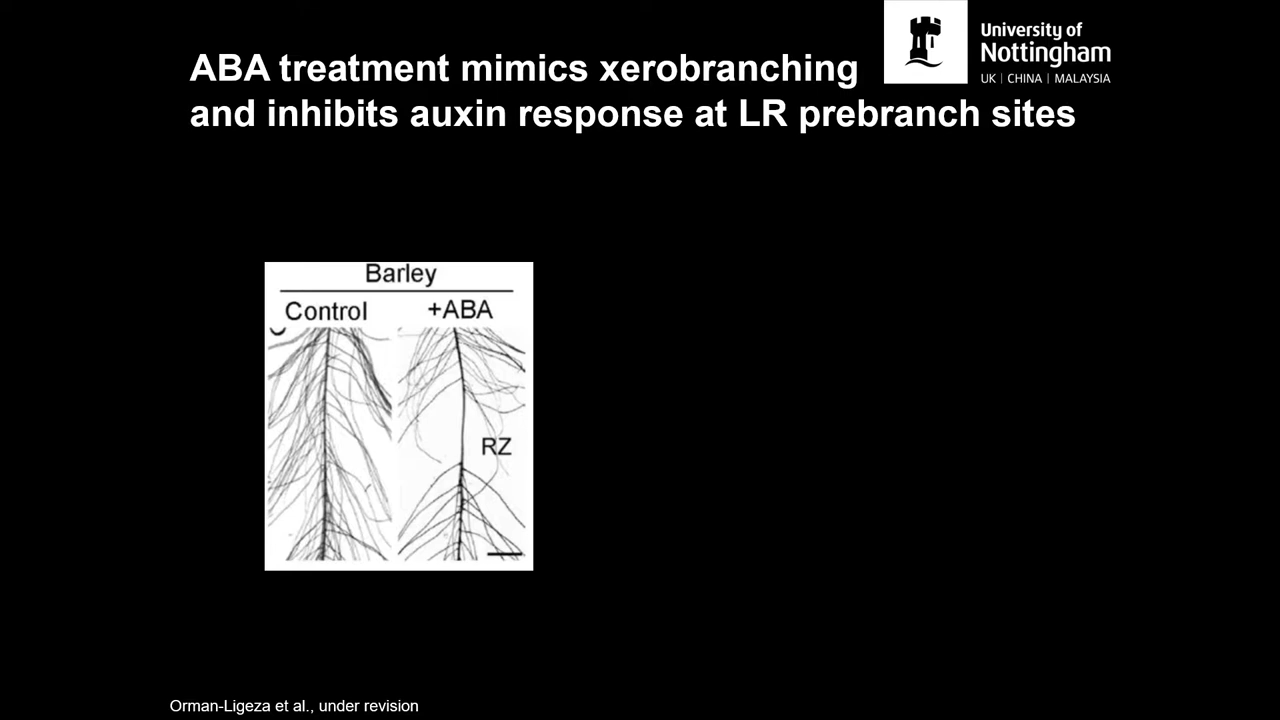 ABA treatment mimics xerobranching
and inhibits auxin response at LR prebranch sites
University of
Nottingham
UK | CHINA | MALAYSIA
Barley
Control
+ABA
RZ
Orman-Ligeza et al., under revision